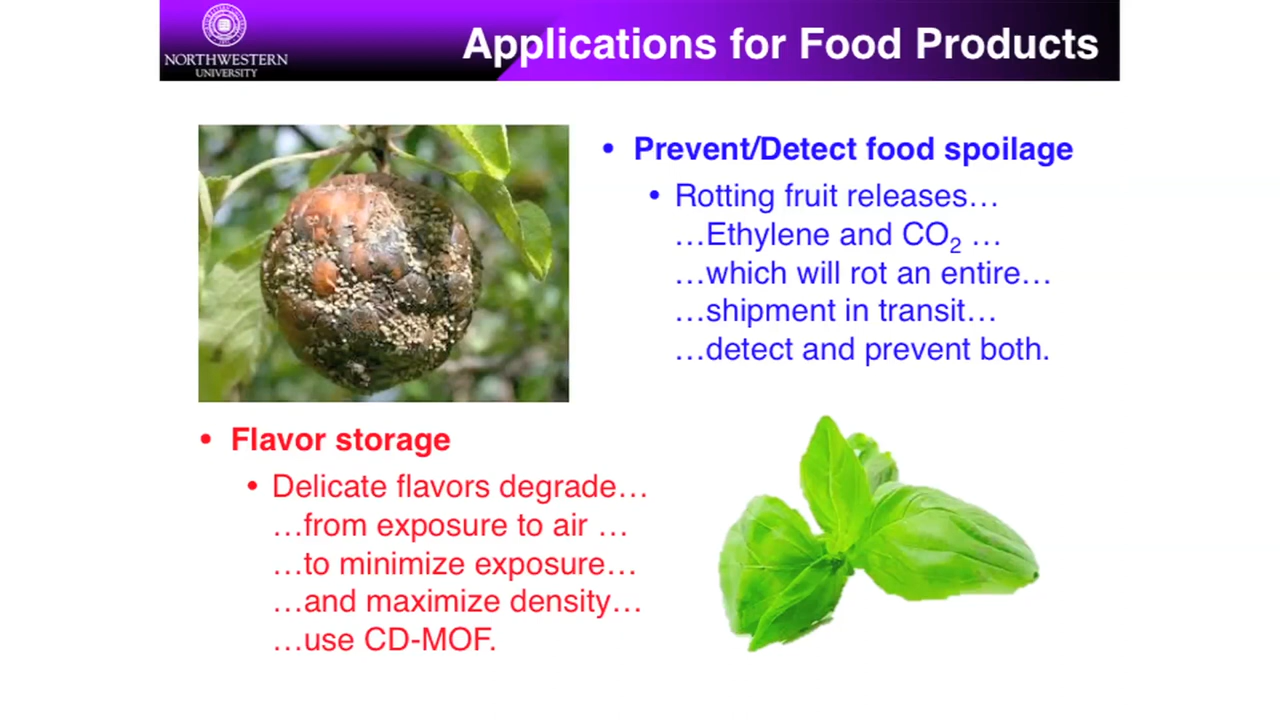 NORTHWESTERN
UNIVERSITY
Applications for Food Products
• Prevent/Detect food spoilage
• Rotting fruit releases…
…Ethylene and CO₂ …
…which will rot an entire…
…shipment in transit…
…detect and prevent both.
• Flavor storage
• Delicate flavors degrade…
…from exposure to air …
…to minimize exposure…
…and maximize density…
…use CD-MOF.